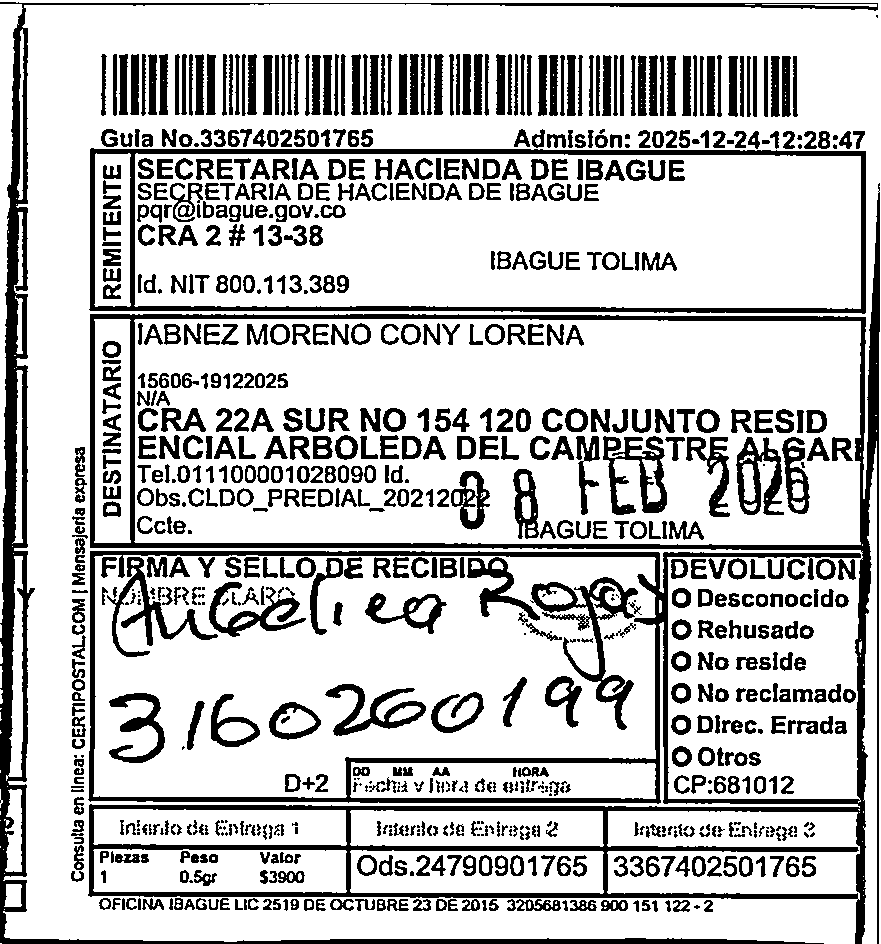 Guia No.3367402501765 Admisión: 2025-12-24-12:28:47
REMITENTE
SECRETARIA DE HACIENDA DE IBAGUE
SECRETARIA DE HACIENDA DE IBAGUE
pqr@ibague.gov.co
CRA 2 # 13-38
IBAGUE TOLIMA
Id. NIT 800.113.389
DESTINATARIO
IABNEZ MORENO CONY LORENA
15606-19122025
N/A
CRA 22A SUR NO 154 120 CONJUNTO RESID
ENCIAL ARBOLEDA DEL CAMPESTRE ALGARI
Tel.011100001028090 Id.
Obs.CLDO_PREDIAL_20212022
08 FEB 2026
Ccte. IBAGUE TOLIMA
Consulta en linea: CERTIPOSTAL.COM | Mensajeria expresa
FIRMA Y SELLO DE RECIBIDO
NOMBRE CLARO
Angelica Rojas
3160260199
D+2
DD MM AA HORA
Fecha y hora de entrega
DEVOLUCION
Desconocido
Rehusado
No reside
No reclamado
Direc. Errada
Otros
CP:681012
Intento de Entrega 1 Intento de Entrega 2 Intento de Entrega 3
Piezas Peso Valor
1 0.5gr $3900
Ods.24790901765 3367402501765
OFICINA IBAGUE LIC 2519 DE OCTUBRE 23 DE 2015 3205681386 900 151 122 - 2